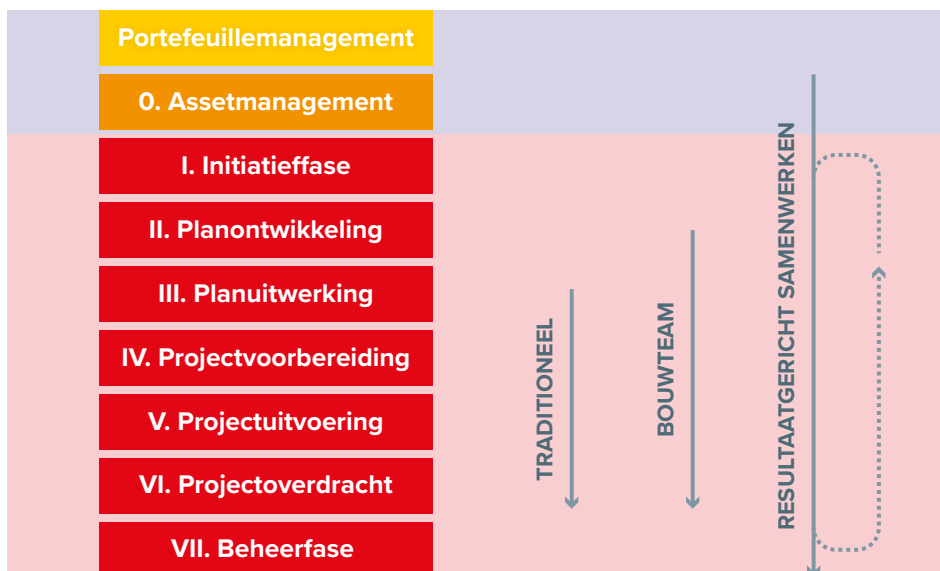 Portefeuillemanagement
0. Assetmanagement
I. Initiatieffase
II. Planontwikkeling
III. Planuitwerking
IV. Projectvoorbereiding
V. Projectuitvoering
VI. Projectoverdracht
VII. Beheerfase
TRADITIONEEL
BOUWTEAM
RESULTAATGERICHT SAMENWERKEN